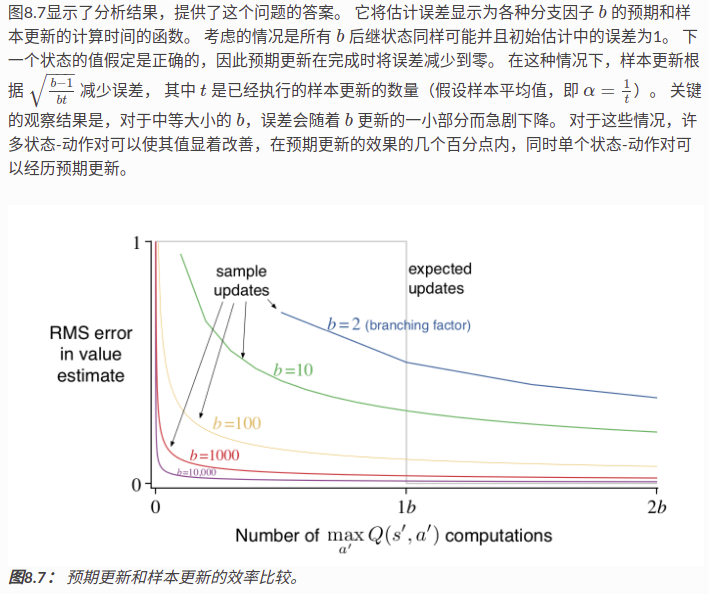 图8.7显示了分析结果，提供了这个问题的答案。 它将估计误差显示为各种分支因子 b 的预期和样
本更新的计算时间的函数。 考虑的情况是所有 b 后继状态同样可能并且初始估计中的误差为1。 下
一个状态的值假定是正确的，因此预期更新在完成时将误差减少到零。 在这种情况下，样本更新根
据 √((b−1)/(bt)) 减少误差， 其中 t 是已经执行的样本更新的数量（假设样本平均值，即 α = 1/t）。 关键
的观察结果是，对于中等大小的 b，误差会随着 b 更新的一小部分而急剧下降。 对于这些情况，许
多状态-动作对可以使其值显着改善，在预期更新的效果的几个百分点内，同时单个状态-动作对可
以经历预期更新。
1
sample
updates
expected
updates
b=2 (branching factor)
RMS error
in value
estimate
b=10
b=100
b=1000
b=10,000
0
0
1b
2b
Number of max Q(s′, a′) computations
a′
图8.7： 预期更新和样本更新的效率比较。